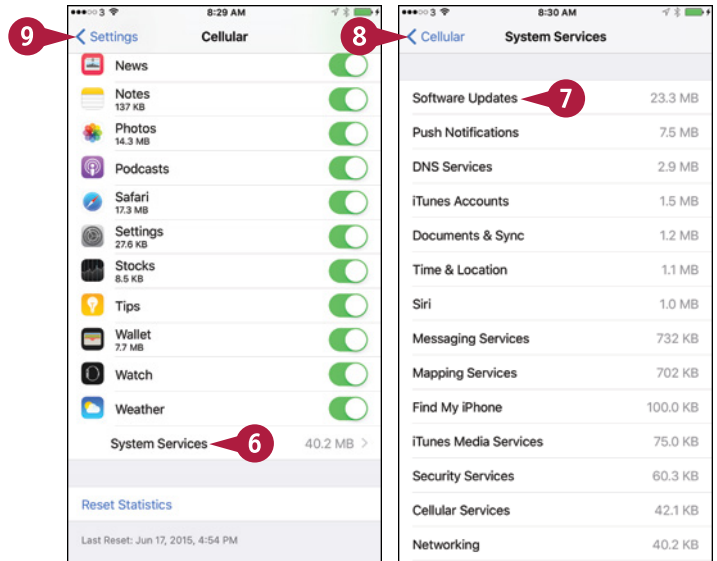 3 8:29 AM
9
Settings Cellular
News
Notes
137 KB
Photos
14.3 MB
Podcasts
Safari
17.3 MB
Settings
27.6 KB
Stocks
8.5 KB
Tips
Wallet
7.7 MB
Watch
Weather
System Services 6 40.2 MB
Reset Statistics
Last Reset: Jun 17, 2015, 4:54 PM
3 8:30 AM
8
Cellular System Services
Software Updates 7 23.3 MB
Push Notifications 7.5 MB
DNS Services 2.9 MB
iTunes Accounts 1.5 MB
Documents & Sync 1.2 MB
Time & Location 1.1 MB
Siri 1.0 MB
Messaging Services 732 KB
Mapping Services 702 KB
Find My iPhone 100.0 KB
iTunes Media Services 75.0 KB
Security Services 60.3 KB
Cellular Services 42.1 KB
Networking 40.2 KB